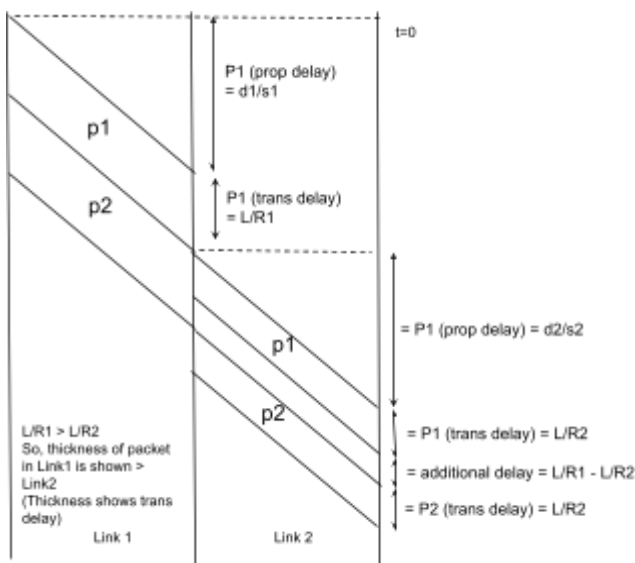 t=0
P1 (prop delay)
= d1/s1
p1
P1 (trans delay)
= L/R1
p2
= P1 (prop delay) = d2/s2
p1
p2
L/R1 > L/R2
So, thickness of packet
in Link1 is shown >
Link2
(Thickness shows trans
delay)
= P1 (trans delay) = L/R2
= additional delay = L/R1 - L/R2
= P2 (trans delay) = L/R2
Link 1
Link 2